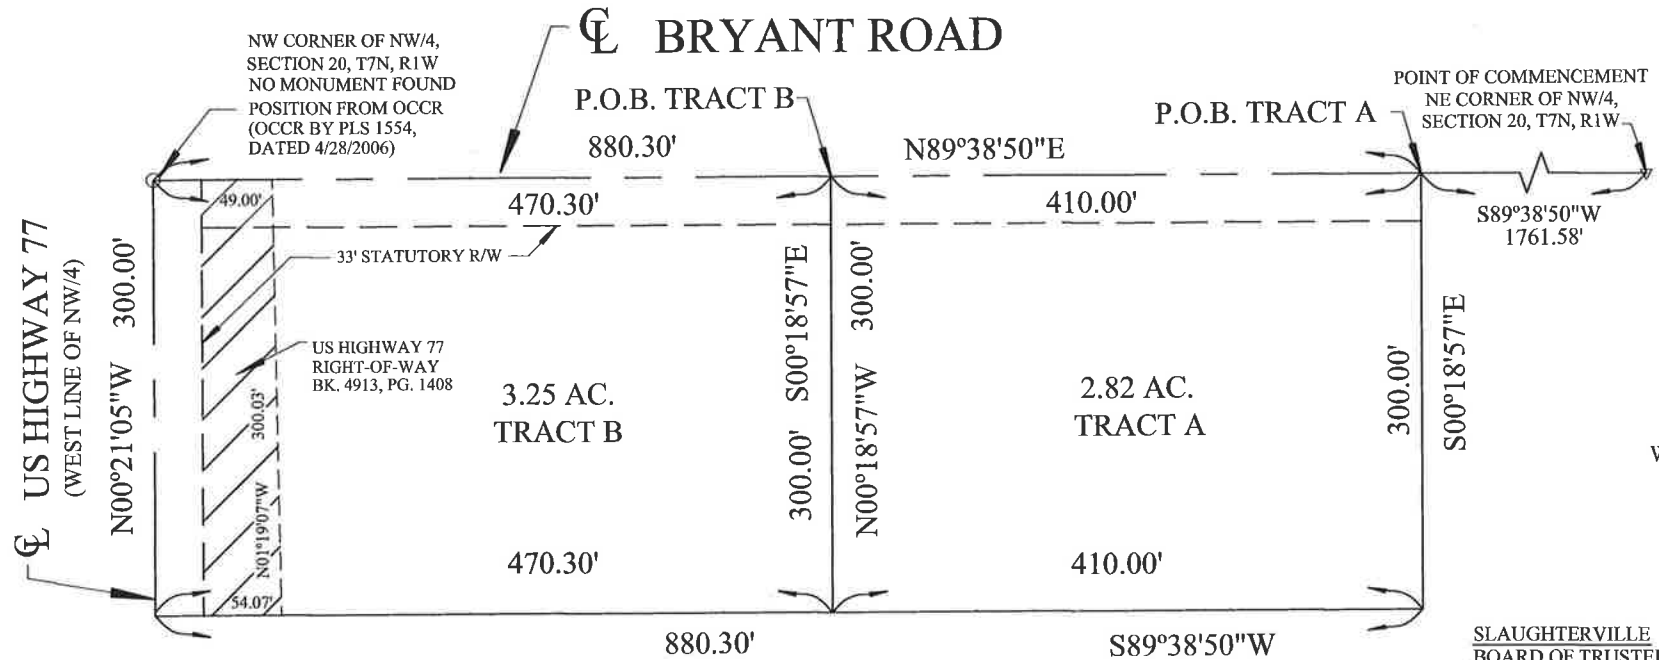 ℄ BRYANT ROAD
NW CORNER OF NW/4,
SECTION 20, T7N, R1W
NO MONUMENT FOUND
POSITION FROM OCCR
(OCCR BY PLS 1554,
DATED 4/28/2006)
P.O.B. TRACT B
880.30'
N89°38'50"E
P.O.B. TRACT A
POINT OF COMMENCEMENT
NE CORNER OF NW/4,
SECTION 20, T7N, R1W
49.00'
470.30'
410.00'
S89°38'50"W
1761.58'
33' STATUTORY R/W
℄ US HIGHWAY 77
(WEST LINE OF NW/4)
N00°21'05"W 300.00'
US HIGHWAY 77
RIGHT-OF-WAY
BK. 4913, PG. 1408
N01°19'07"W 300.03'
3.25 AC.
TRACT B
300.00' S00°18'57"E
N00°18'57"W 300.00'
2.82 AC.
TRACT A
300.00'
S00°18'57"E
W
54.07'
470.30'
410.00'
880.30'
S89°38'50"W
SLAUGHTERVILLE
BOARD OF TRUSTEE